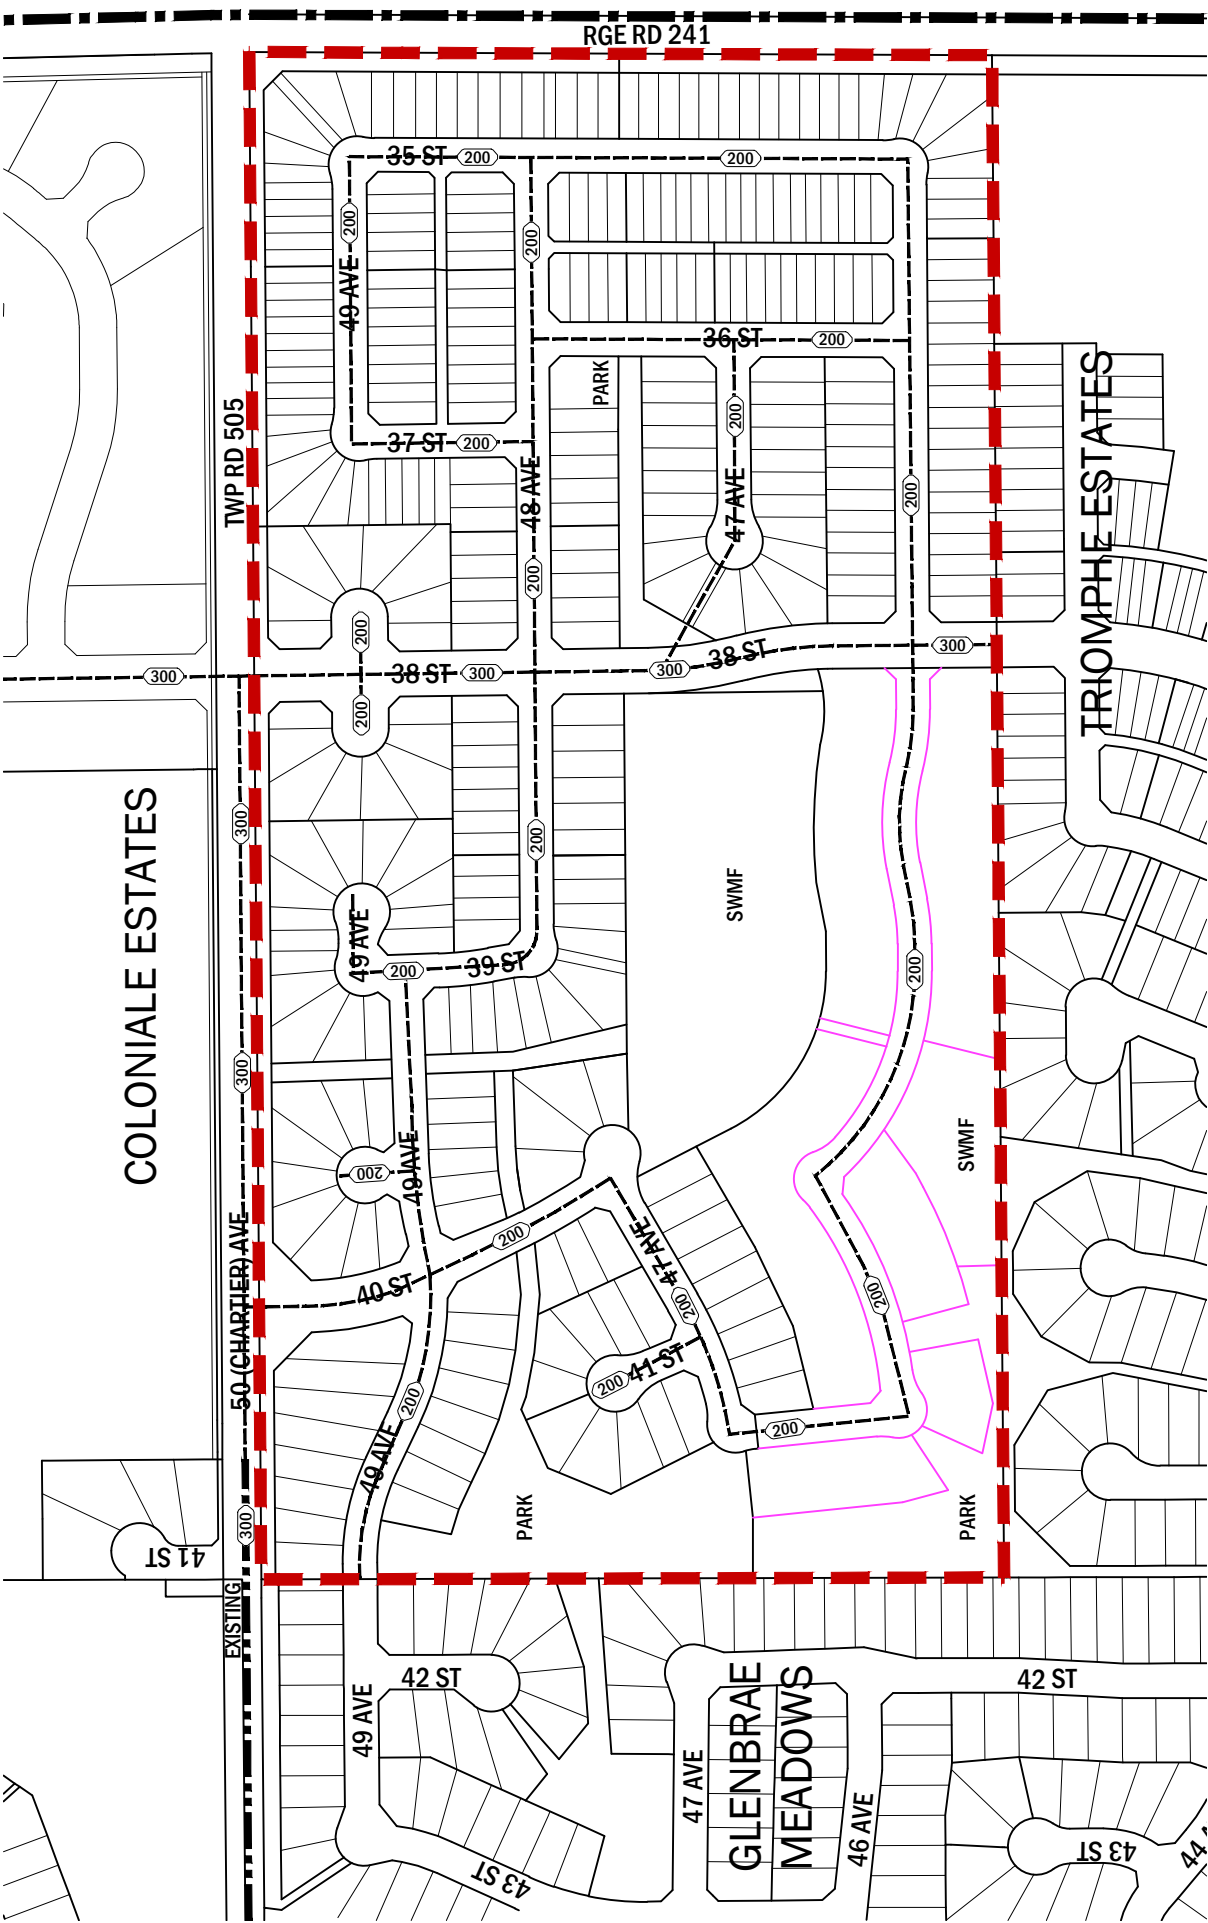 RGE RD 241
35 ST
200
200
200
200
49 AVE
36 ST
200
PARK
200
TWP RD 505
37 ST
200
48 AVE
47 AVE
200
TRIOMPHE ESTATES
200
200
38 ST
300
300
38 ST
300
300
200
300
200
COLONIALE ESTATES
SWMF
49 AVE
200
39 ST
200
300
49 AVE
200
SWMF
50 (CHARTIER) AVE
40 ST
200
47 AVE
200
200
41 ST
200
200
49 AVE
200
PARK
PARK
300
41 ST
EXISTING
42 ST
49 AVE
42 ST
GLENBRAE
MEADOWS
47 AVE
46 AVE
43 ST
43 ST
44 A